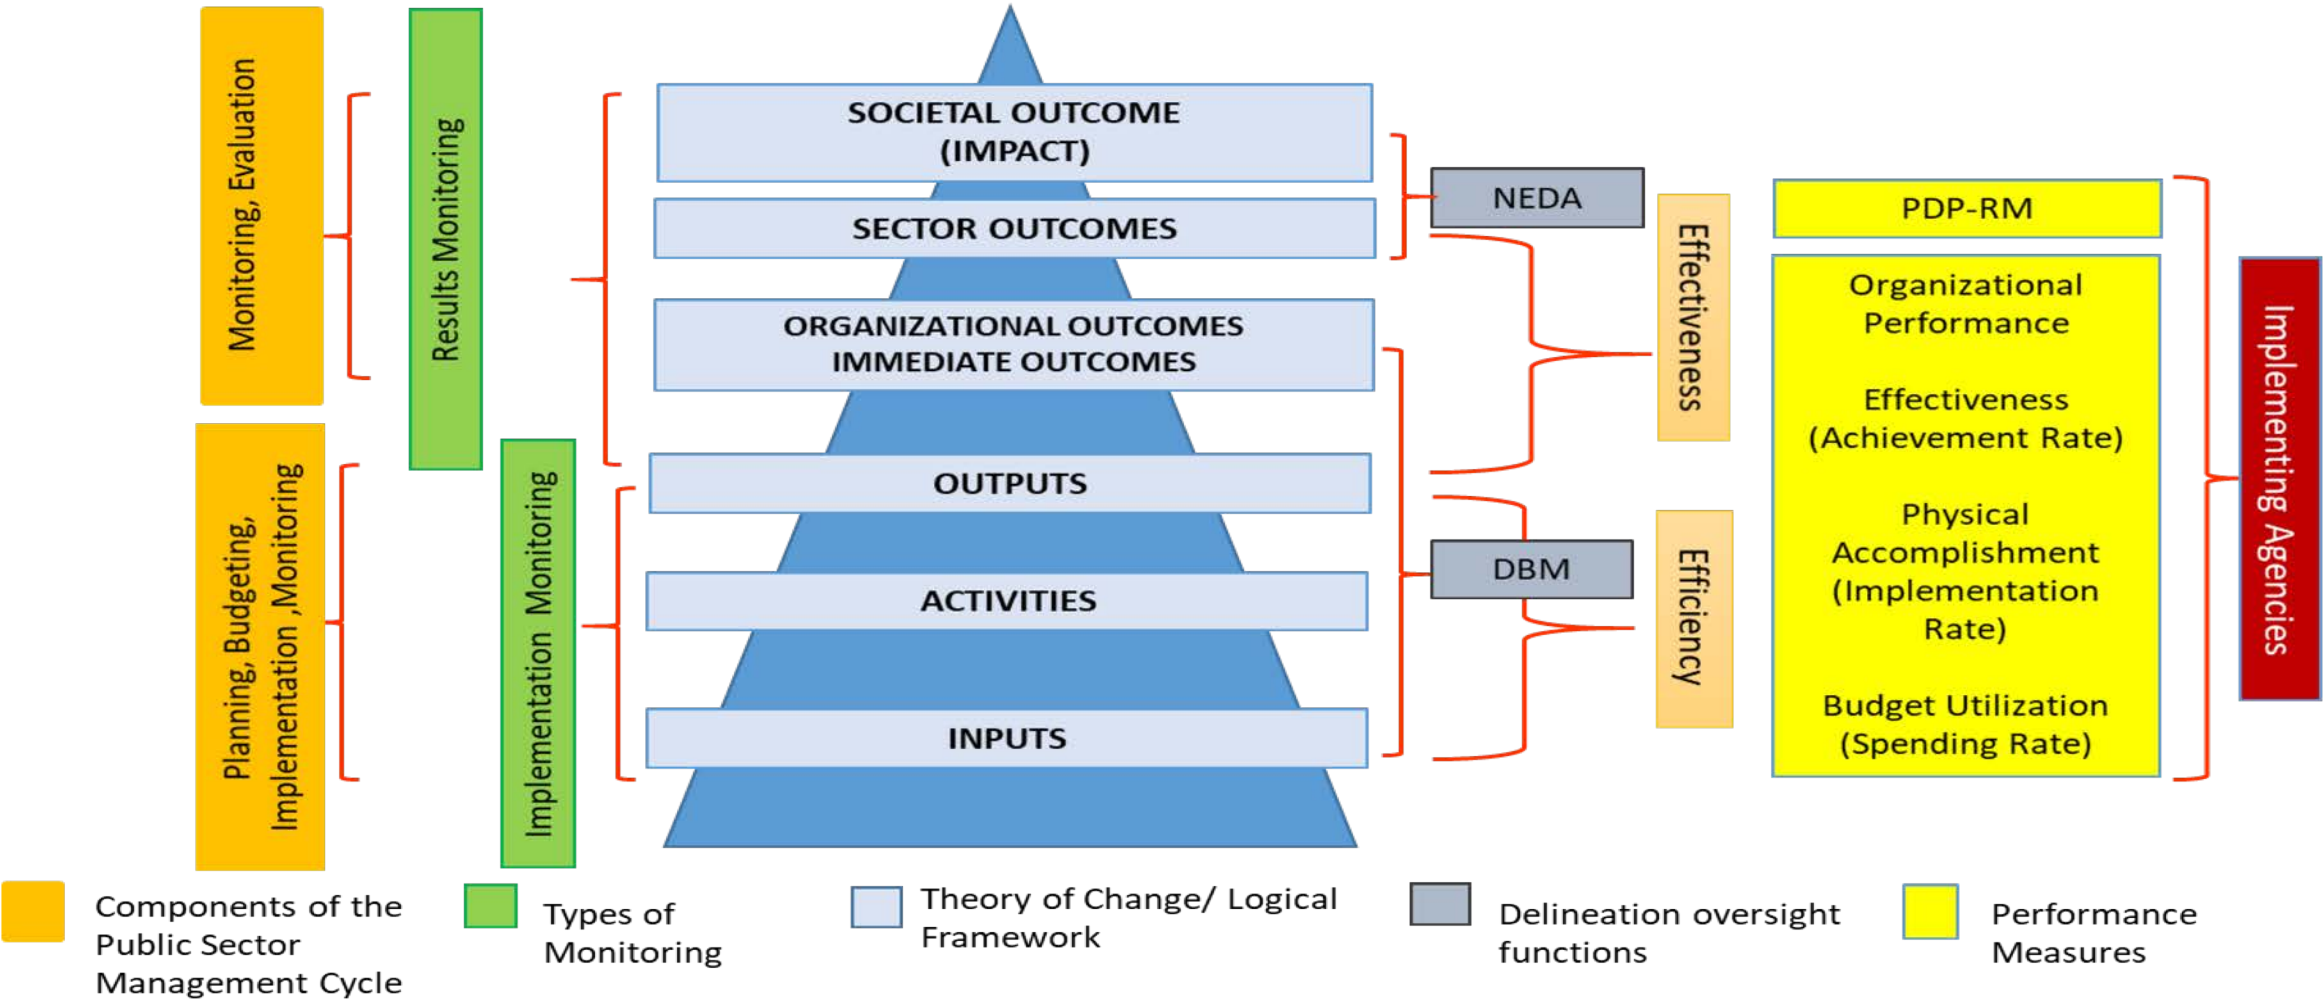 Monitoring, Evaluation
Planning, Budgeting,
Implementation ,Monitoring
Results Monitoring
Implementation Monitoring
SOCIETAL OUTCOME
(IMPACT)
SECTOR OUTCOMES
ORGANIZATIONAL OUTCOMES
IMMEDIATE OUTCOMES
OUTPUTS
ACTIVITIES
INPUTS
NEDA
DBM
Effectiveness
Efficiency
PDP-RM
Organizational
Performance
Effectiveness
(Achievement Rate)
Physical
Accomplishment
(Implementation
Rate)
Budget Utilization
(Spending Rate)
Implementing Agencies
Components of the
Public Sector
Management Cycle
Types of
Monitoring
Theory of Change/ Logical
Framework
Delineation oversight
functions
Performance
Measures